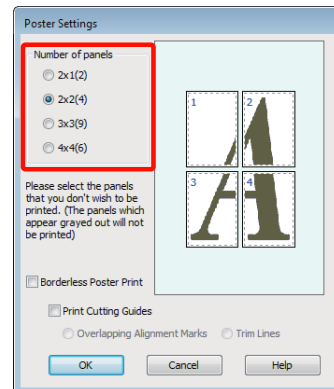 Poster Settings
Number of panels
2x1(2)
2x2(4)
3x3(9)
4x4(6)
1
2
3
4
A
Please select the panels
that you don't wish to be
printed. (The panels which
appear grayed out will not
be printed)
Borderless Poster Print
Print Cutting Guides
Overlapping Alignment Marks
Trim Lines
OK
Cancel
Help